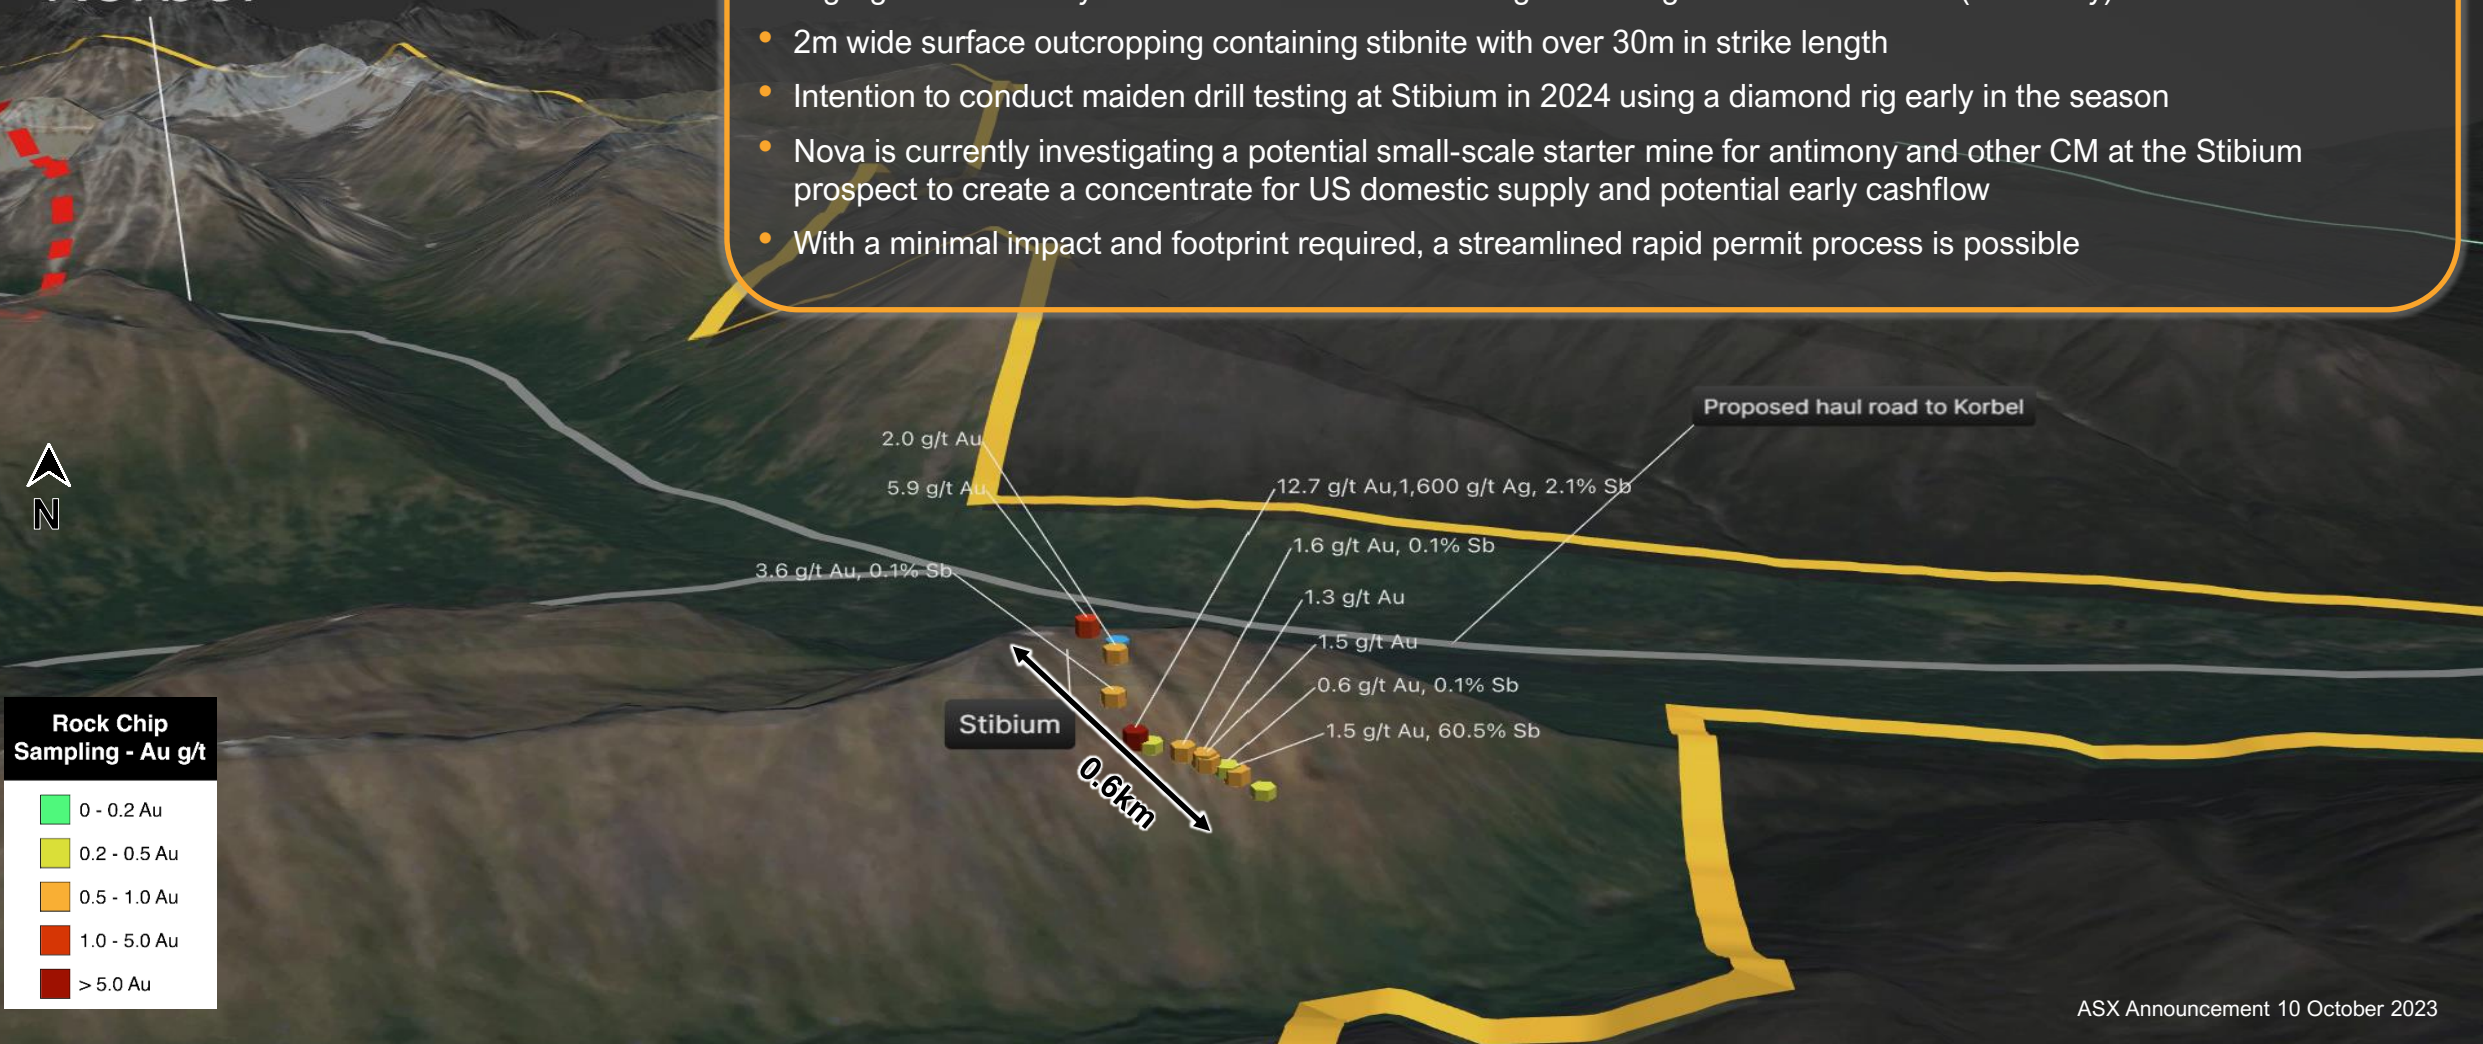 2m wide surface outcropping containing stibnite with over 30m in strike length
Intention to conduct maiden drill testing at Stibium in 2024 using a diamond rig early in the season
Nova is currently investigating a potential small-scale starter mine for antimony and other CM at the Stibium
prospect to create a concentrate for US domestic supply and potential early cashflow
With a minimal impact and footprint required, a streamlined rapid permit process is possible
Proposed haul road to Korbel
2.0 g/t Au
5.9 g/t Au
12.7 g/t Au,1,600 g/t Ag, 2.1% Sb
1.6 g/t Au, 0.1% Sb
3.6 g/t Au, 0.1% Sb
1.3 g/t Au
1.5 g/t Au
0.6 g/t Au, 0.1% Sb
1.5 g/t Au, 60.5% Sb
N
Stibium
0.6km
Rock Chip
Sampling - Au g/t
0 - 0.2 Au
0.2 - 0.5 Au
0.5 - 1.0 Au
1.0 - 5.0 Au
> 5.0 Au
ASX Announcement 10 October 2023